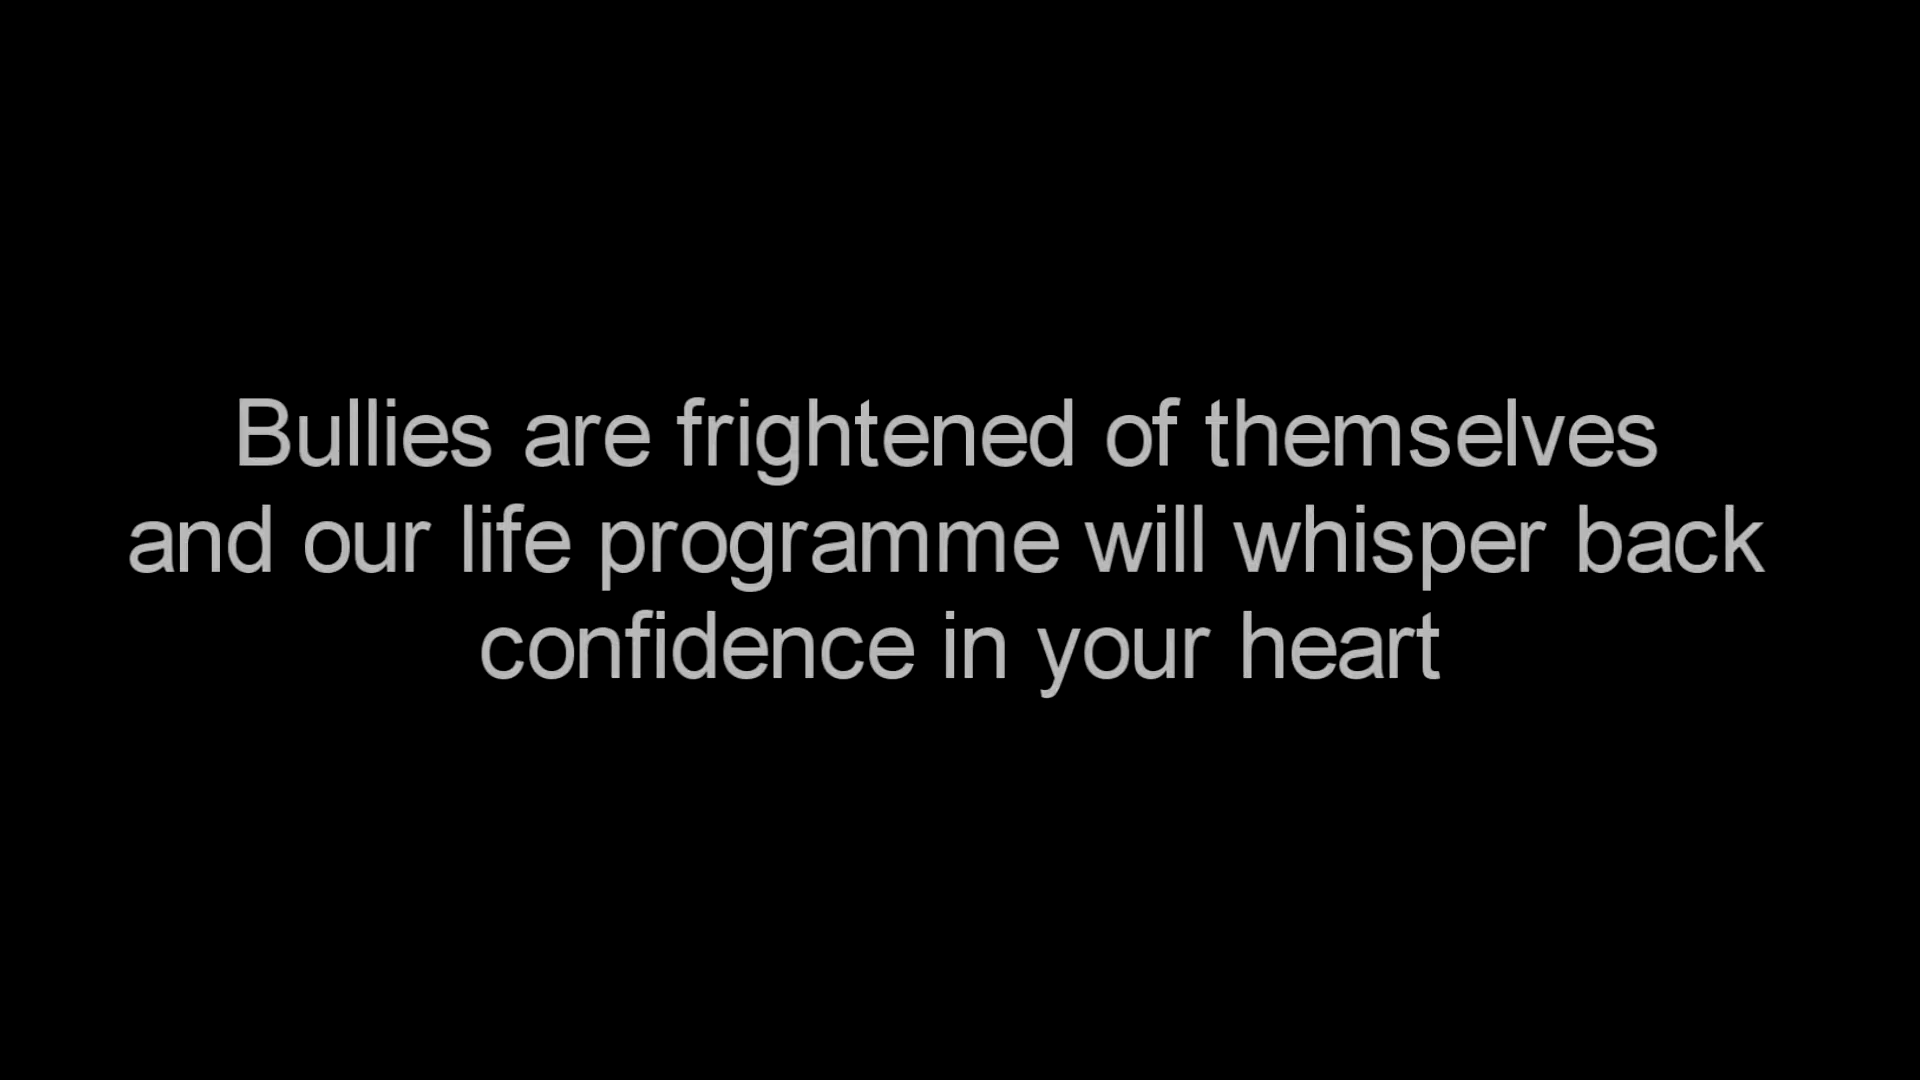 Bullies are frightened of themselves
and our life programme will whisper back
confidence in your heart